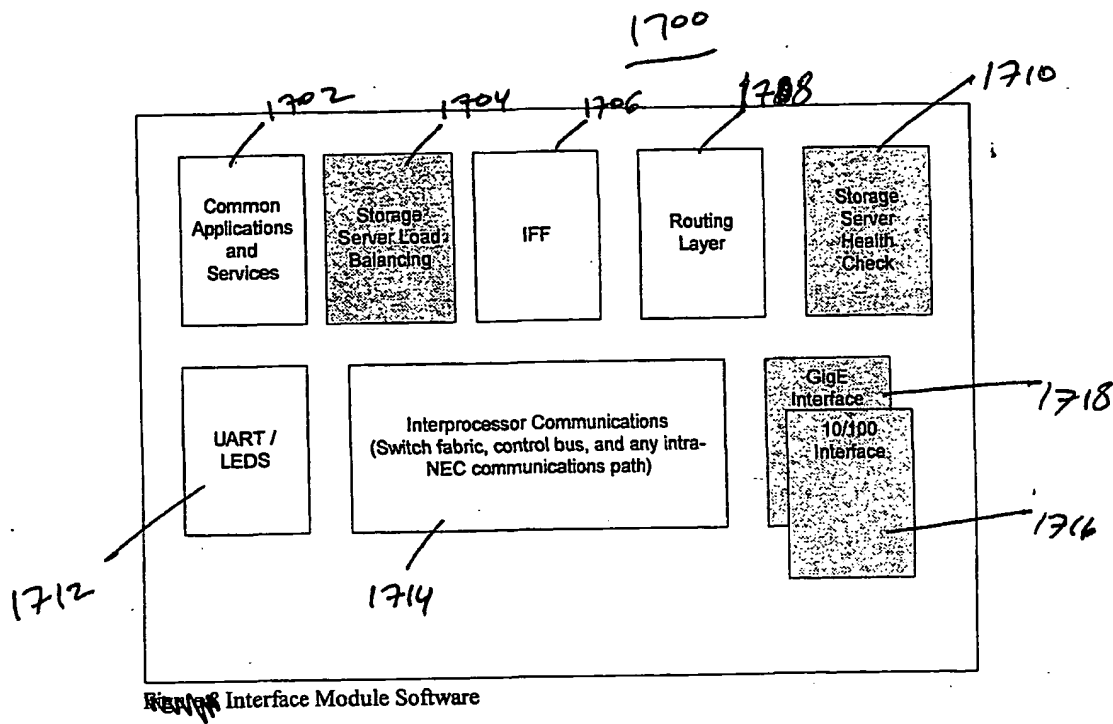 1700
1702
1704
1706
1708
1710
Common
Applications
and
Services
Storage
Server Load
Balancing
IFF
Routing
Layer
Storage
Server
Health
Check
UART /
LEDS
Interprocessor Communications
(Switch fabric, control bus, and any intra-
NEC communications path)
GigE
Interface
10/100
Interface
1718
1716
1712
1714
Interface Module Software